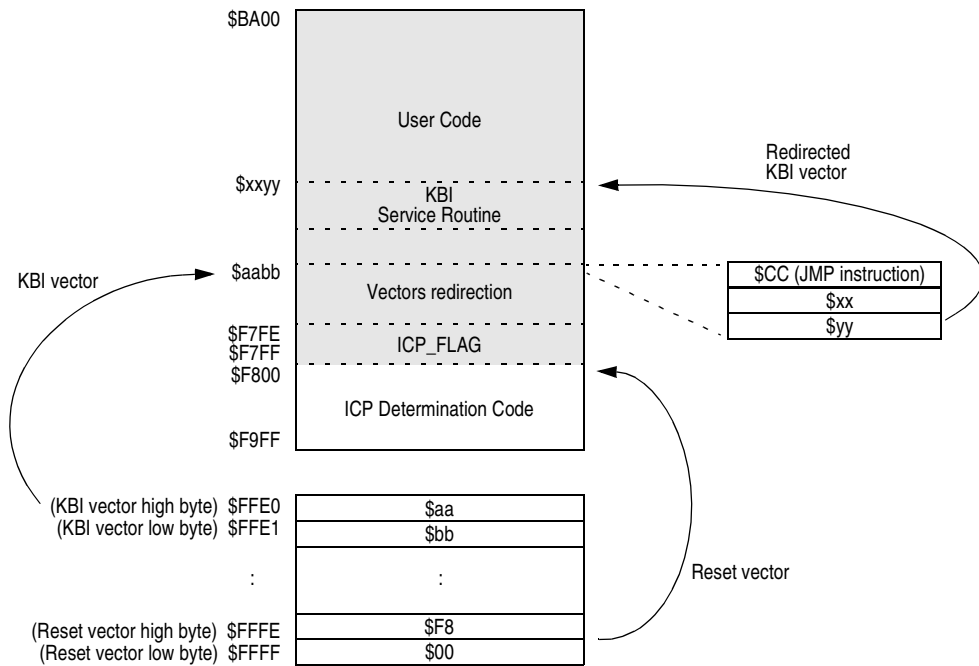 $BA00
User Code
Redirected
KBI vector
$xxyy
KBI
Service Routine
KBI vector
$aabb
Vectors redirection
$CC (JMP instruction)
$xx
$yy
$F7FE
$F7FF
ICP_FLAG
$F800
ICP Determination Code
$F9FF
(KBI vector high byte) $FFE0
$aa
(KBI vector low byte) $FFE1
$bb
: :
Reset vector
(Reset vector high byte) $FFFE
$F8
(Reset vector low byte) $FFFF
$00